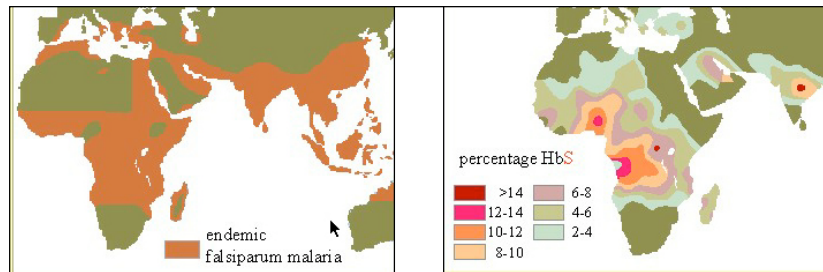 endemic
falsiparum malaria
percentage HbS
>14
12-14
10-12
8-10
6-8
4-6
2-4